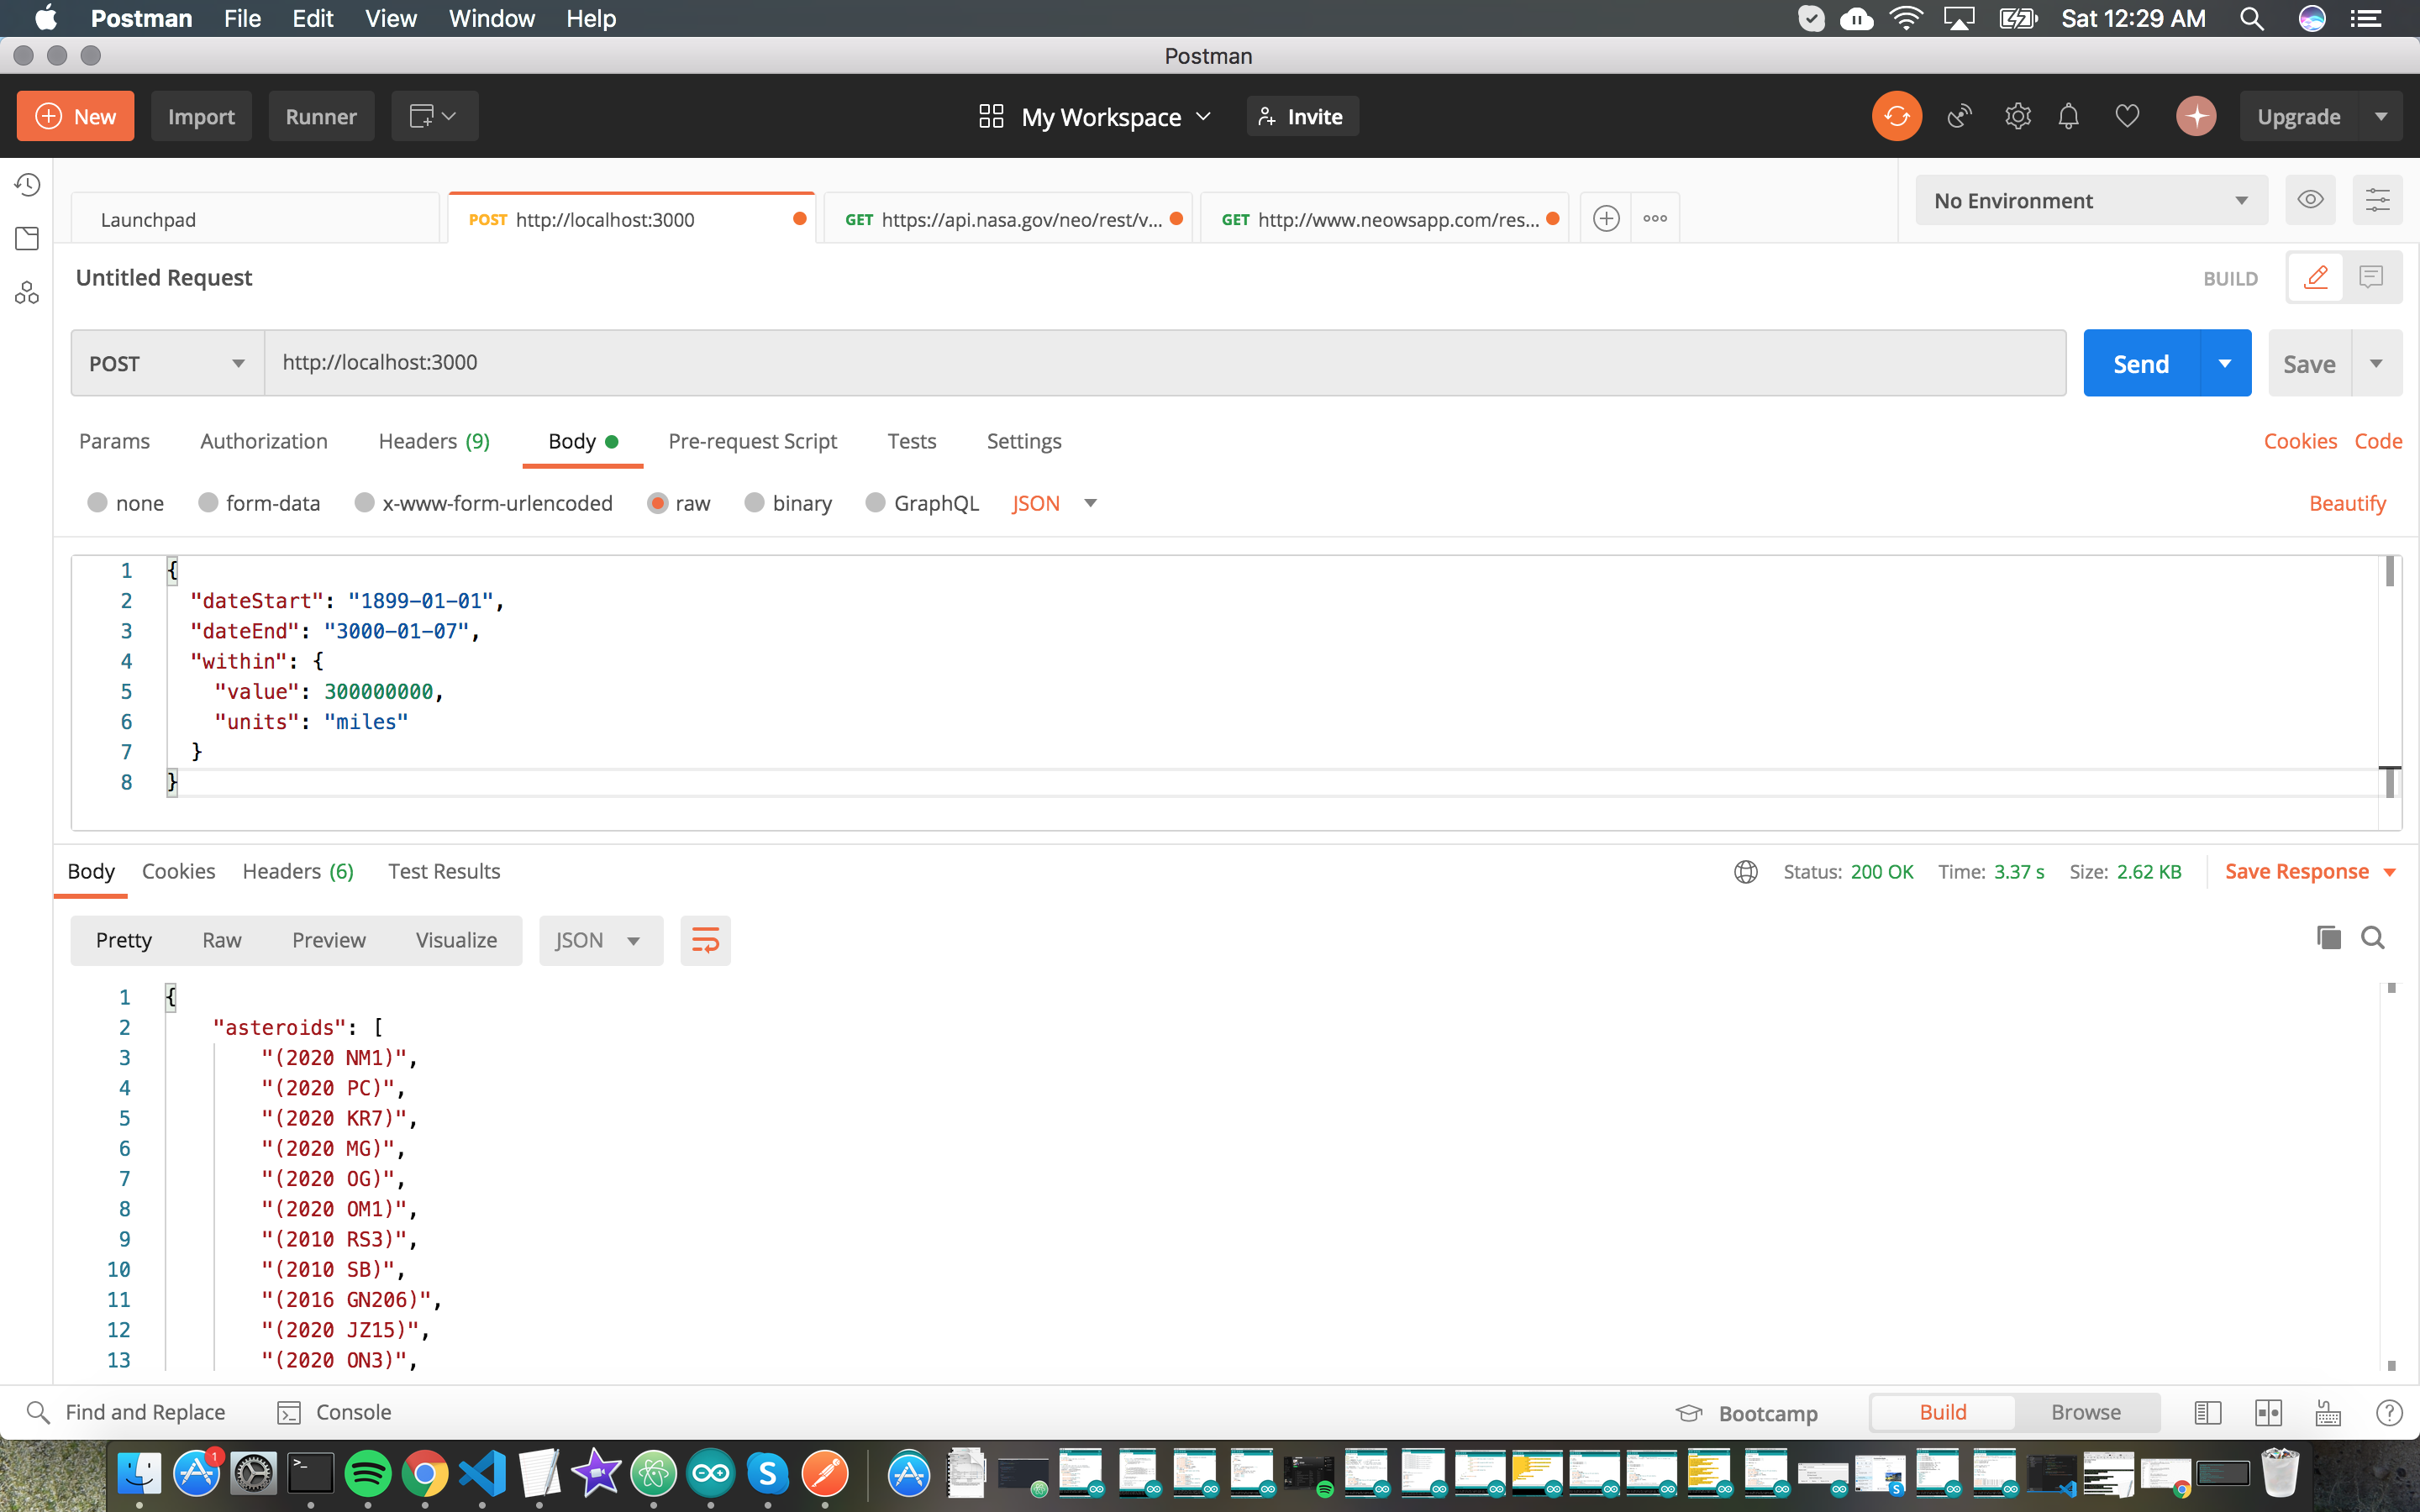 Postman File Edit View Window Help Sat 12:29 AM
Postman
New Import Runner My Workspace Invite Upgrade
Launchpad POST http://localhost:3000 GET https://api.nasa.gov/neo/rest/v... GET http://www.neowsapp.com/res... No Environment
Untitled Request BUILD
POST http://localhost:3000 Send Save
Params Authorization Headers (9) Body Pre-request Script Tests Settings Cookies Code
none form-data x-www-form-urlencoded raw binary GraphQL JSON Beautify
1 {
2 "dateStart": "1899-01-01",
3 "dateEnd": "3000-01-07",
4 "within": {
5 "value": 300000000,
6 "units": "miles"
7 }
8 }
Body Cookies Headers (6) Test Results Status: 200 OK Time: 3.37 s Size: 2.62 KB Save Response
Pretty Raw Preview Visualize JSON
1 {
2 "asteroids": [
3 "(2020 NM1)",
4 "(2020 PC)",
5 "(2020 KR7)",
6 "(2020 MG)",
7 "(2020 OG)",
8 "(2020 OM1)",
9 "(2010 RS3)",
10 "(2010 SB)",
11 "(2016 GN206)",
12 "(2020 JZ15)",
13 "(2020 ON3)",
Find and Replace Console Bootcamp Build Browse
1